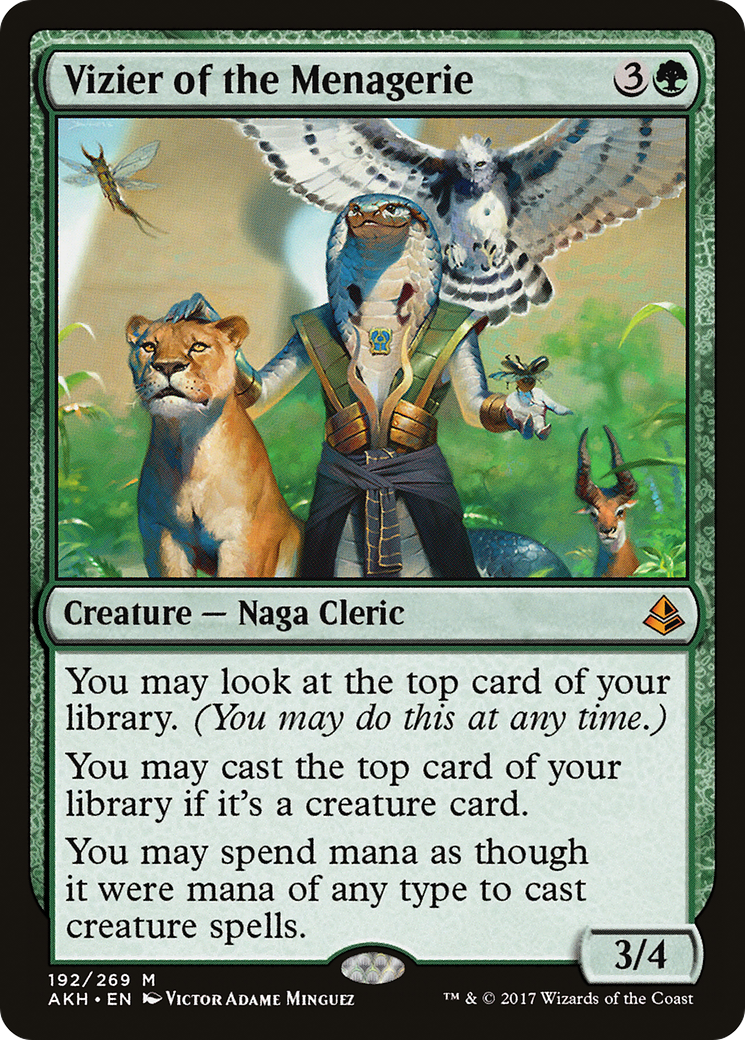 Vizier of the Menagerie 3
Creature — Naga Cleric
You may look at the top card of your
library. (You may do this at any time.)
You may cast the top card of your
library if it's a creature card.
You may spend mana as though
it were mana of any type to cast
creature spells.
3/4
192/269 M
AKH • EN Victor Adame Minguez
™ & © 2017 Wizards of the Coast